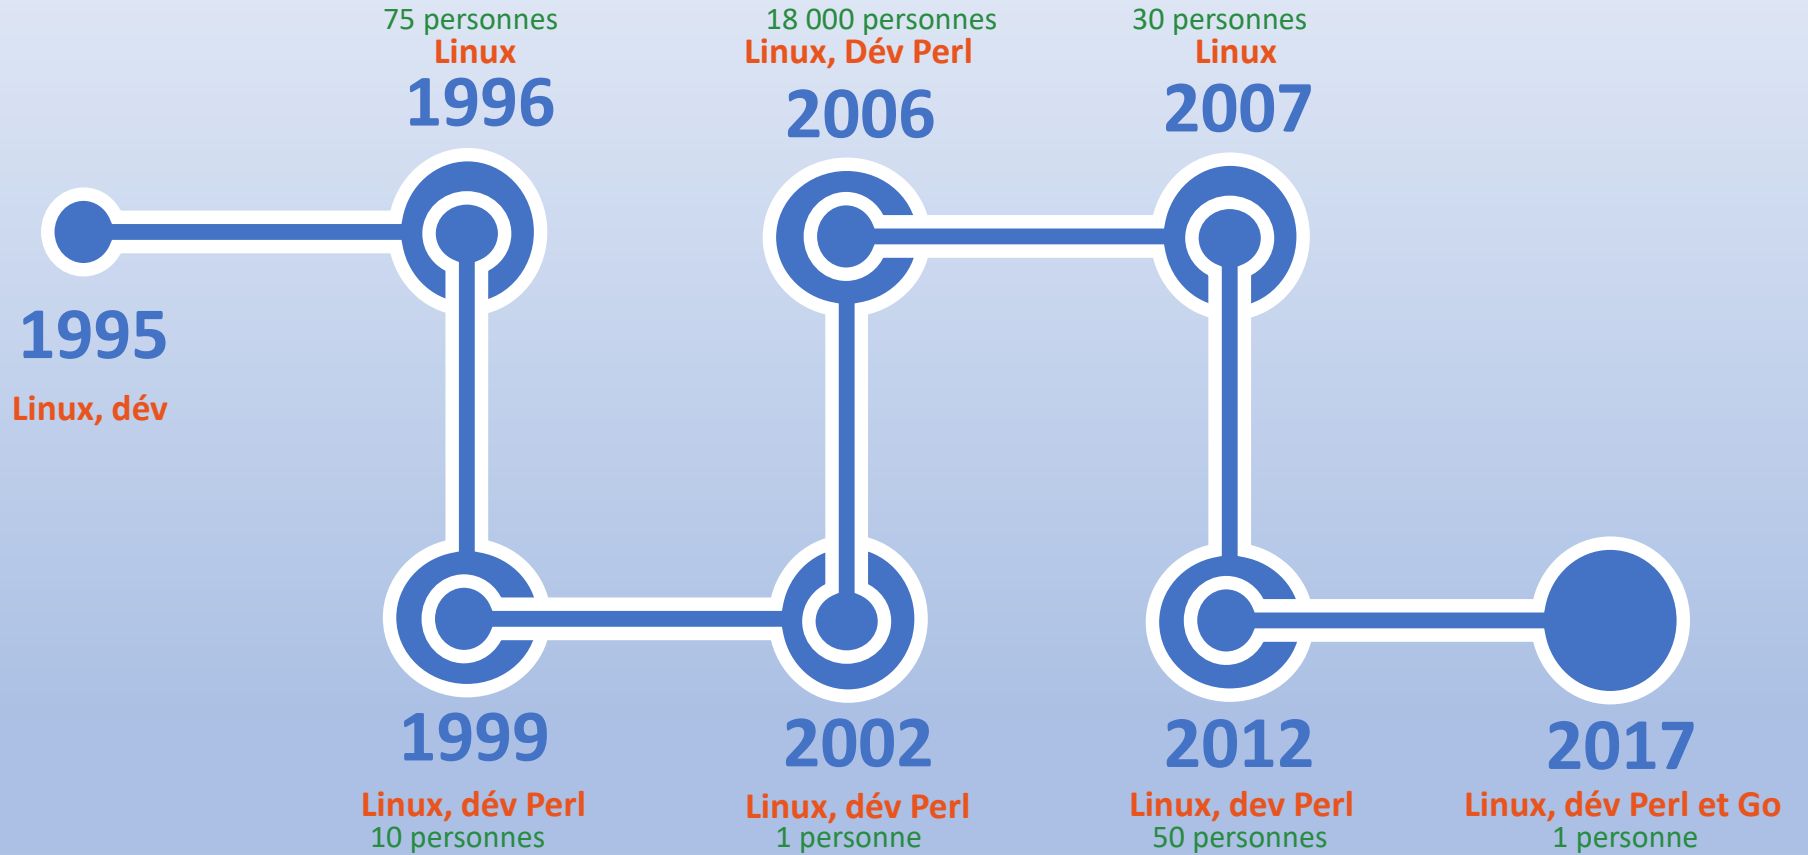 75 personnes
Linux
1996
18 000 personnes
Linux, Dév Perl
2006
30 personnes
Linux
2007
1995
Linux, dév
1999
Linux, dév Perl
10 personnes
2002
Linux, dév Perl
1 personne
2012
Linux, dev Perl
50 personnes
2017
Linux, dév Perl et Go
1 personne